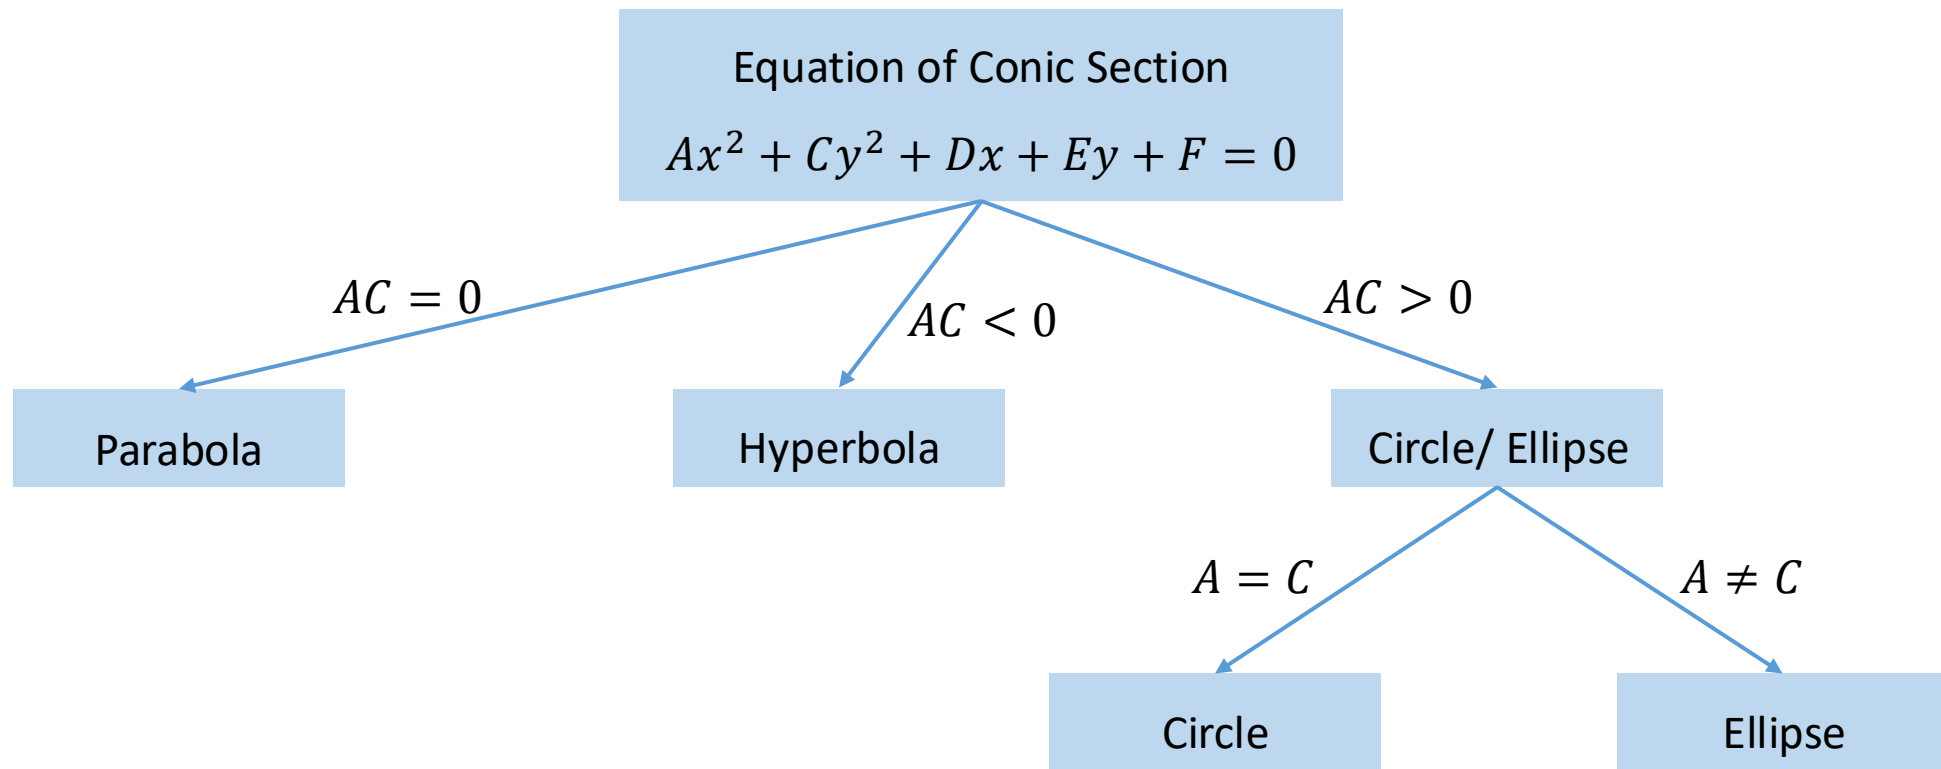 Equation of Conic Section
Ax² + Cy² + Dx + Ey + F = 0
AC = 0
AC < 0
AC > 0
Parabola
Hyperbola
Circle/ Ellipse
A = C
A ≠ C
Circle
Ellipse